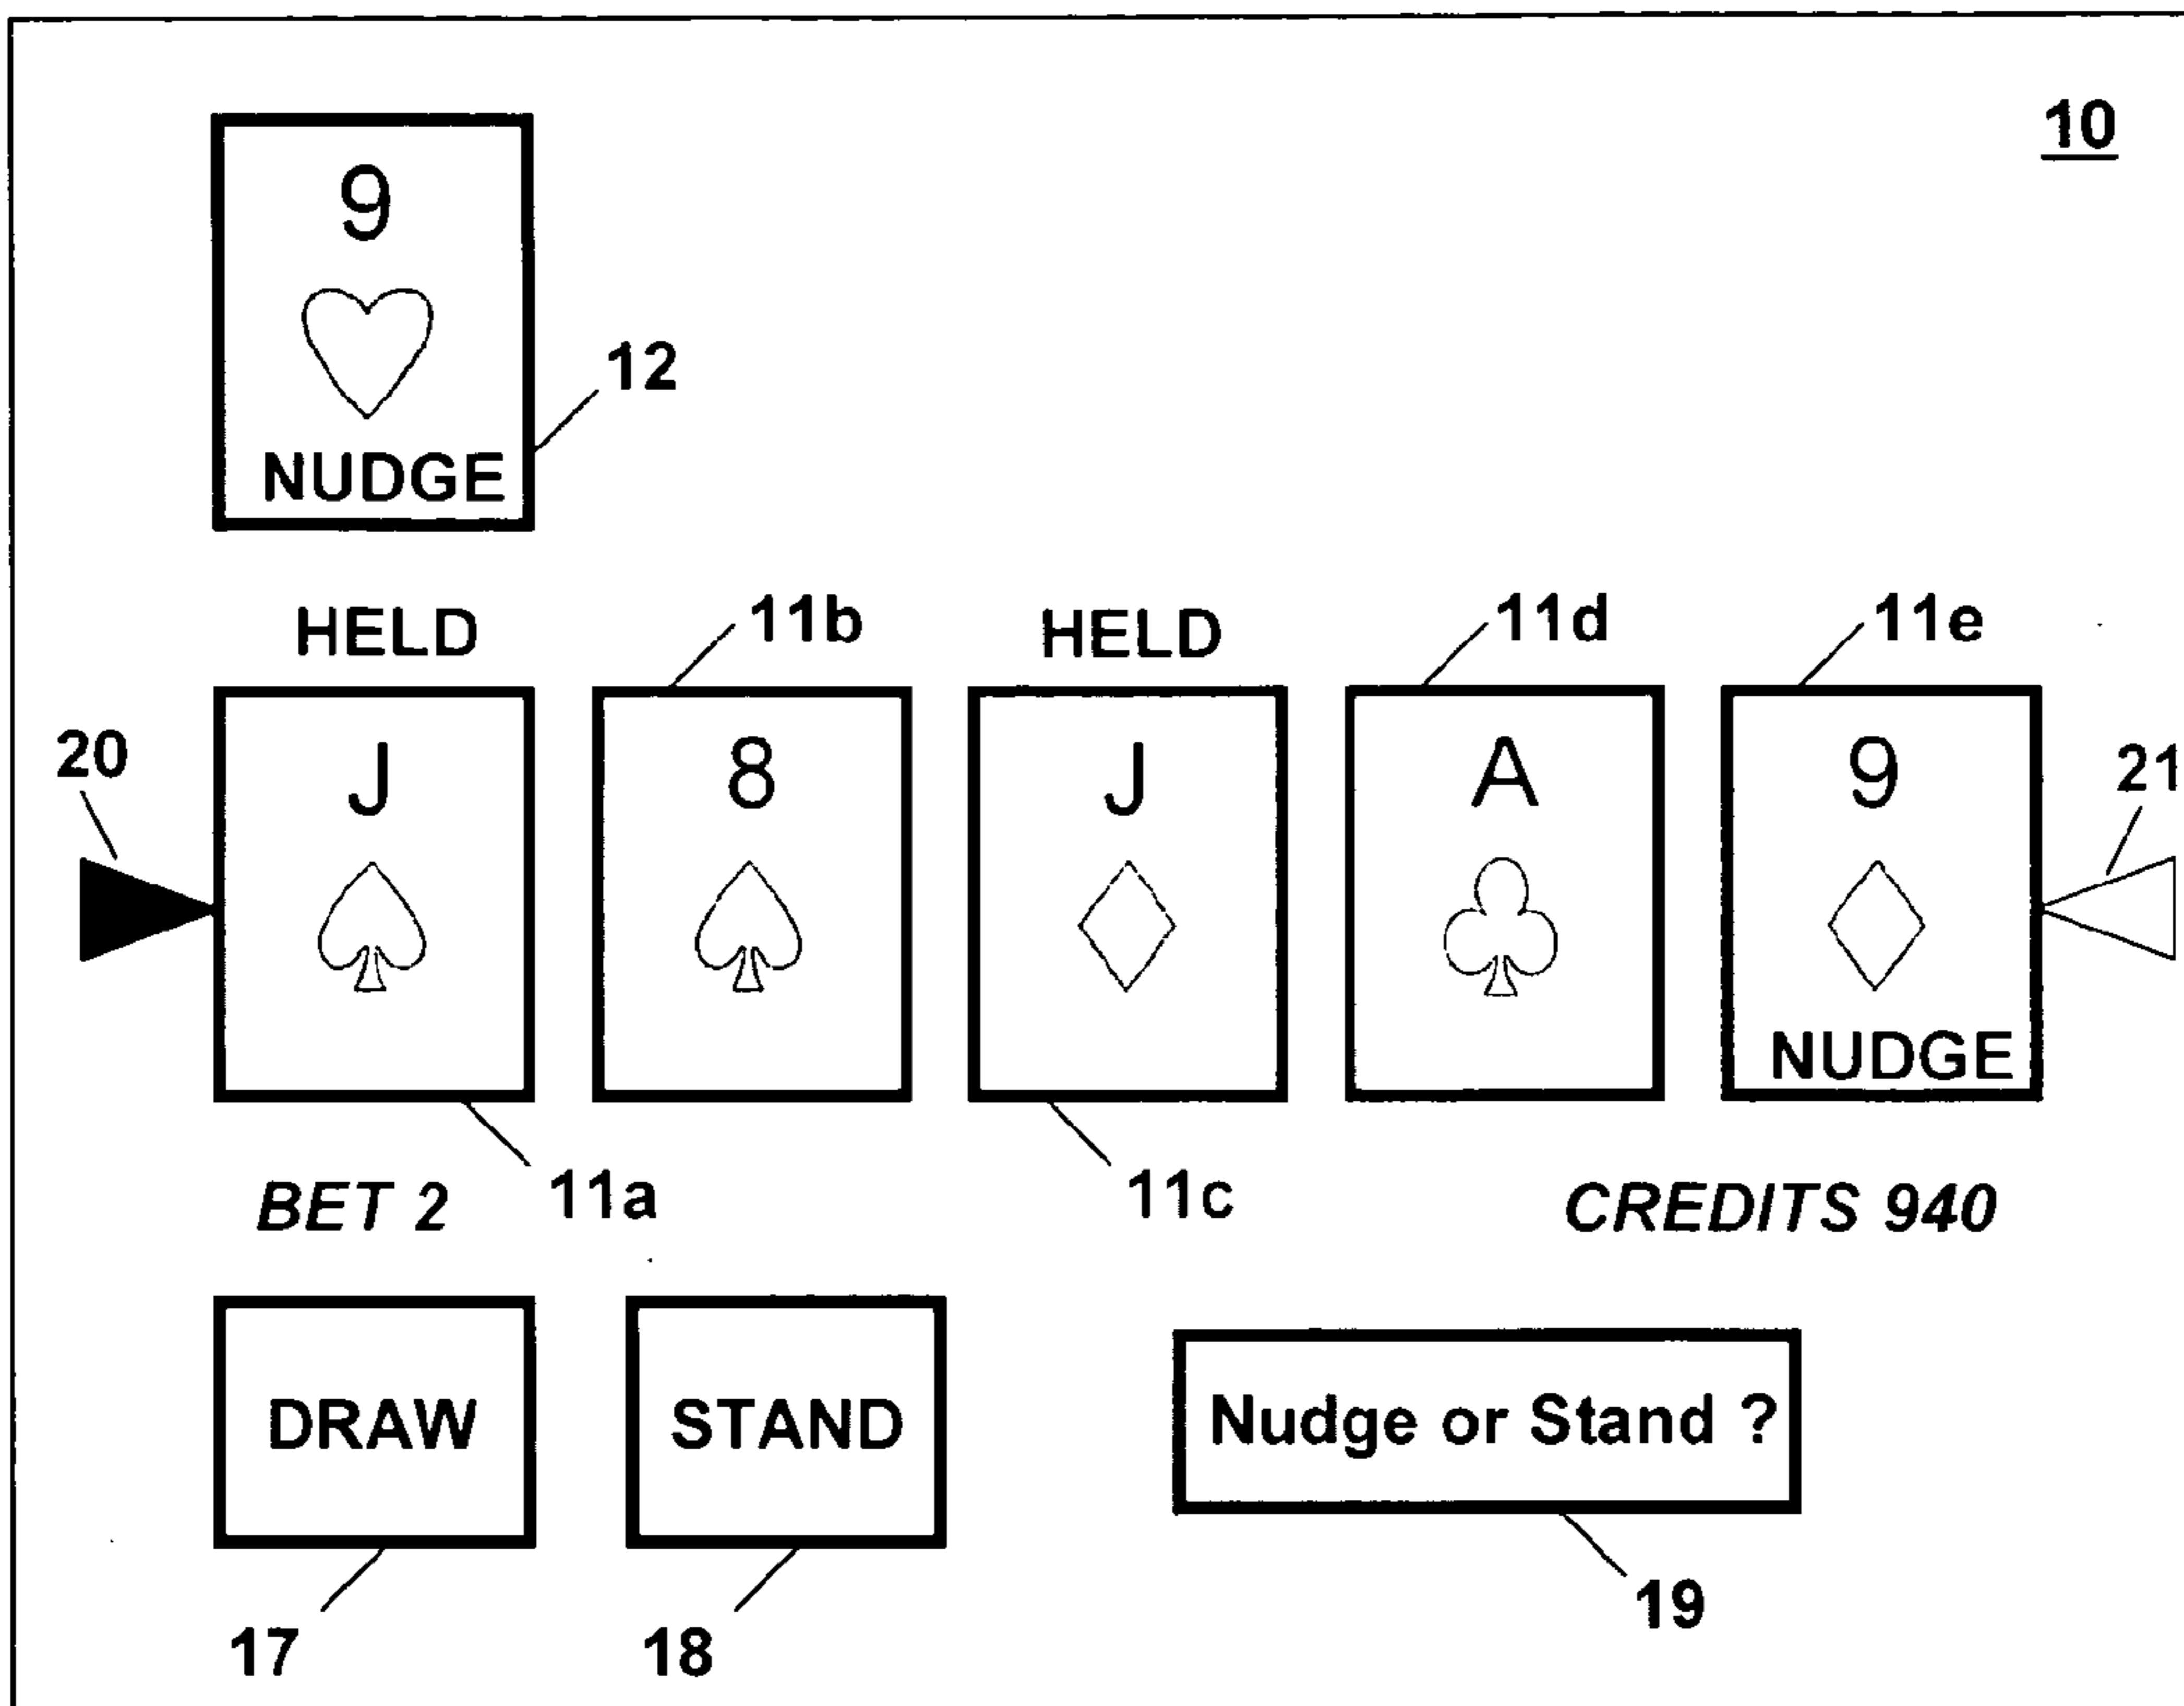 10
9
12
NUDGE
HELD 11b HELD 11d 11e
20 J 8 J A 9 21
NUDGE
BET 2 11a 11c CREDITS 940
DRAW STAND Nudge or Stand ?
17 18 19